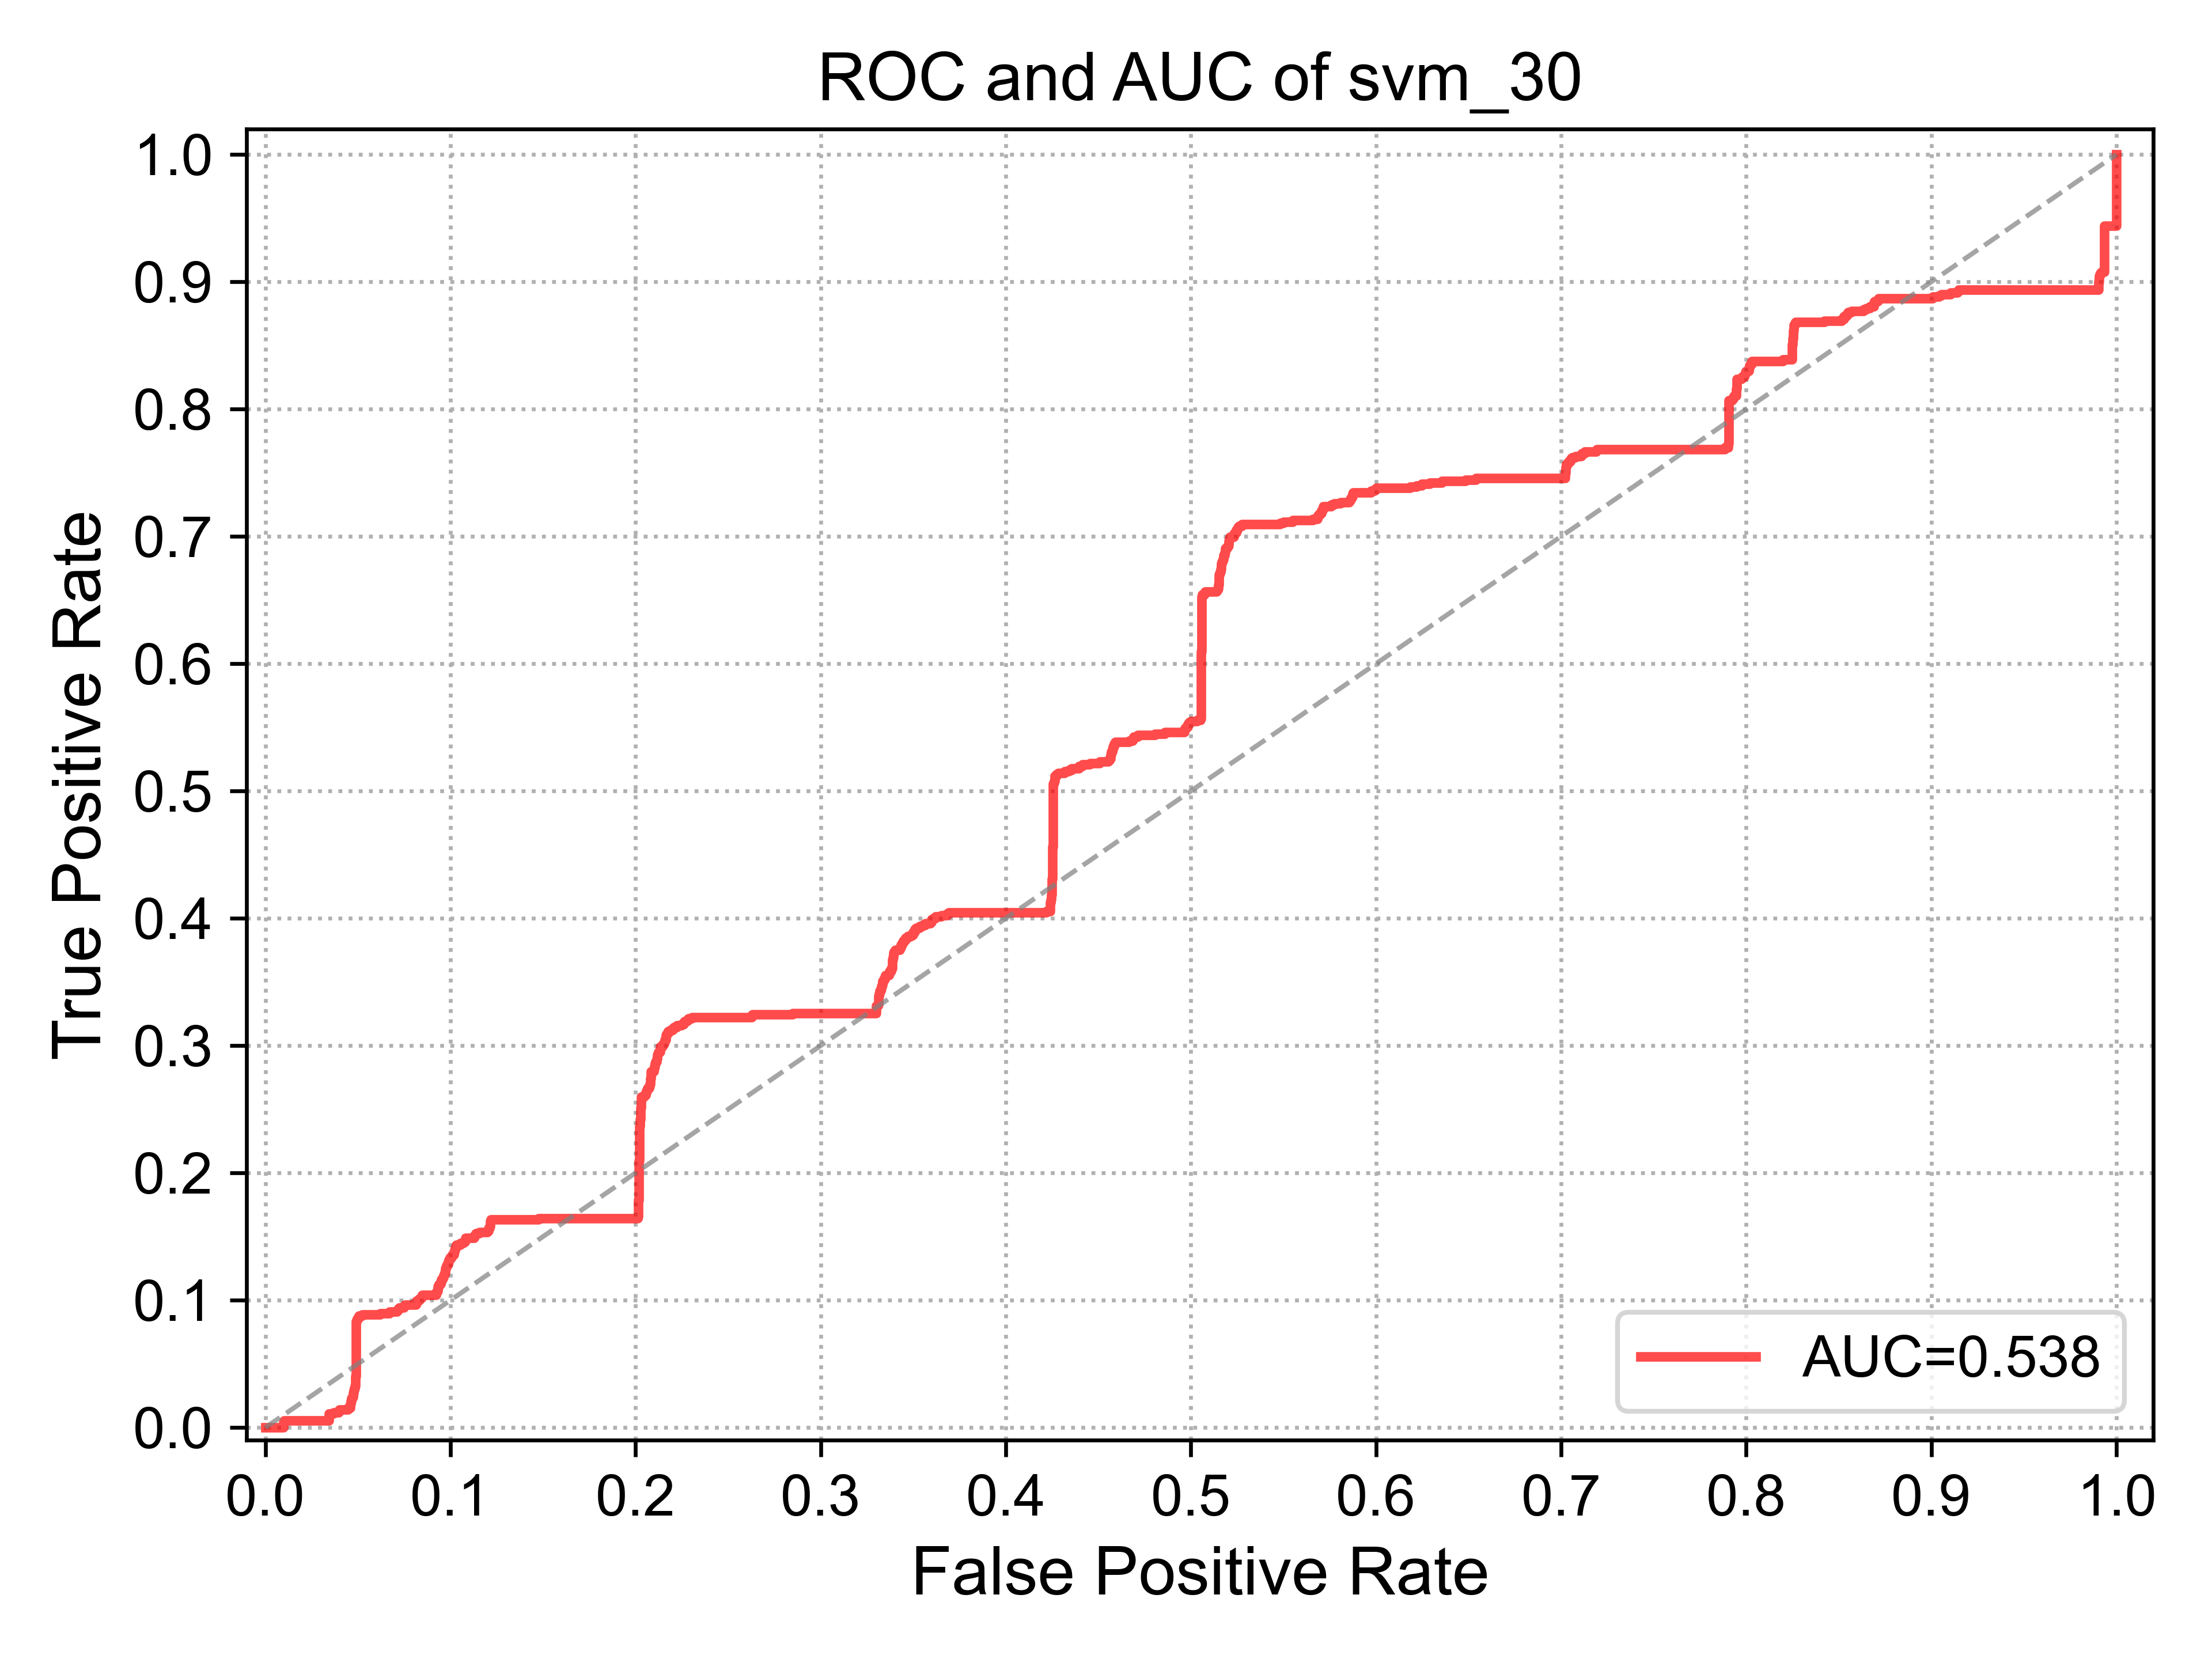 ROC and AUC of svm_30
True Positive Rate
1.0
0.9
0.8
0.7
0.6
0.5
0.4
0.3
0.2
0.1
0.0
AUC=0.538
0.0 0.1 0.2 0.3 0.4 0.5 0.6 0.7 0.8 0.9 1.0
False Positive Rate